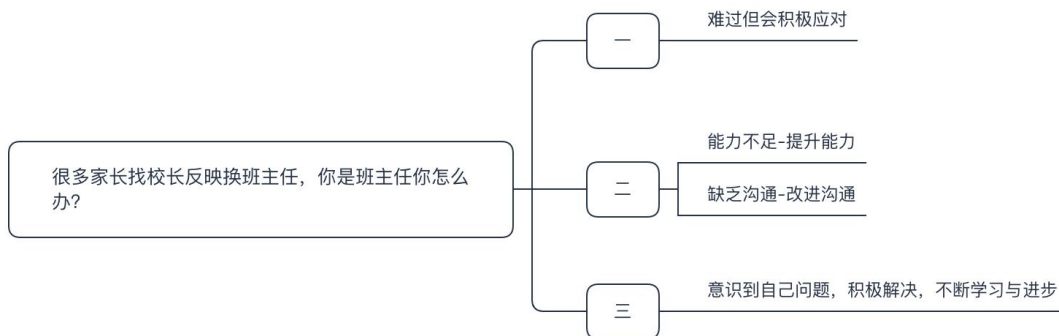 很多家长找校长反映换班主任，你是班主任你怎么
办?
一
难过但会积极应对
二
能力不足-提升能力
缺乏沟通-改进沟通
三
意识到自己问题，积极解决，不断学习与进步